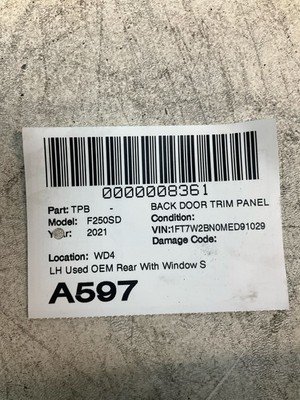 0000008361
Part: TPB - BACK DOOR TRIM PANEL
Model: F250SD Condition:
Year: 2021 VIN:1FT7W2BN0MED91029
Damage Code:
Location: WD4
LH Used OEM Rear With Window S
A597